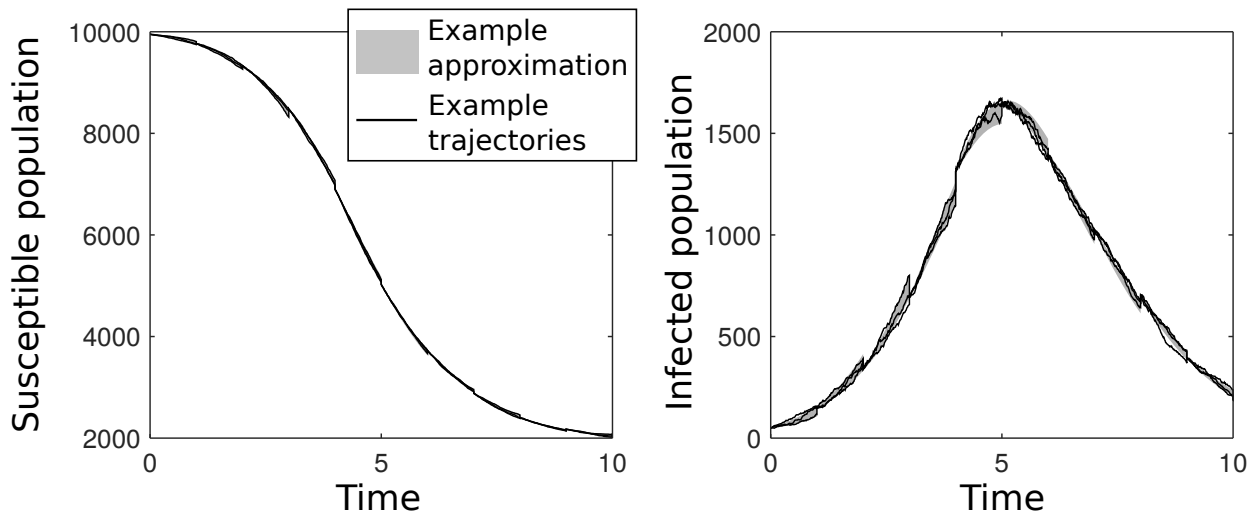 Susceptible population
10000
8000
6000
4000
2000
0
5
10
Time
Example
approximation
Example
trajectories
Infected population
2000
1500
1000
500
0
0
5
10
Time